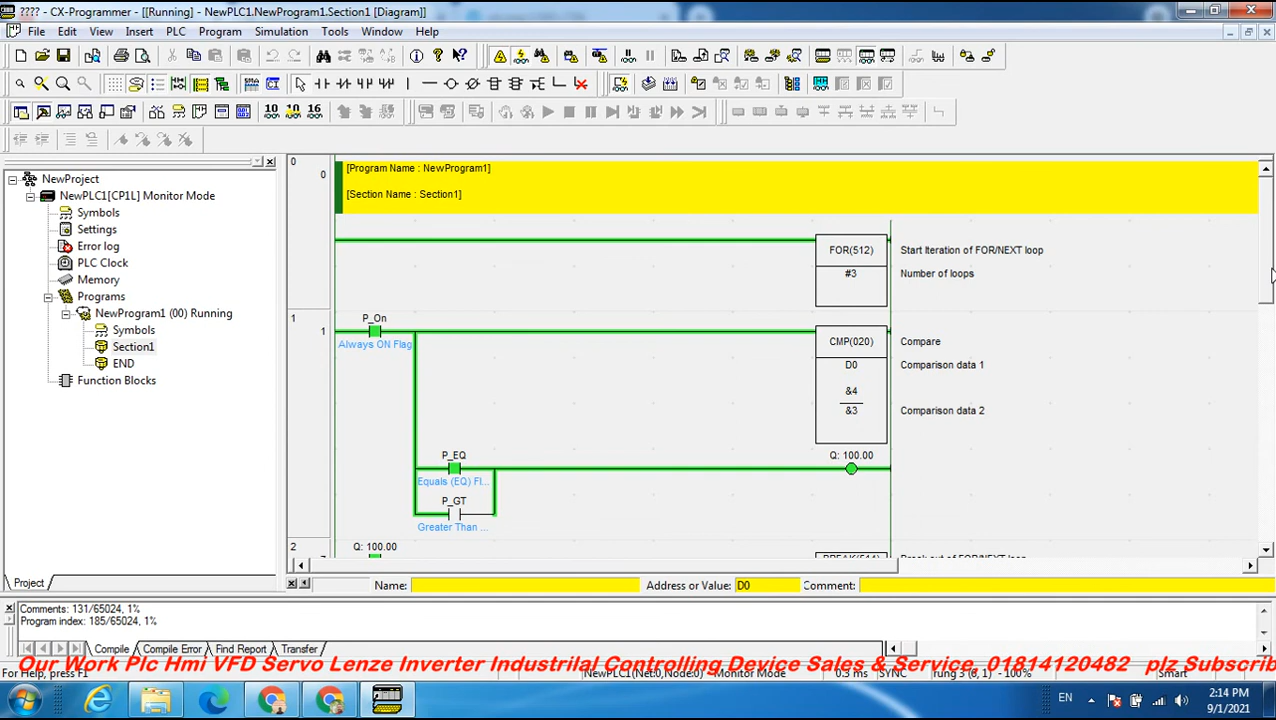 ???? - CX-Programmer - [[Running] - NewPLC1.NewProgram1.Section1 [Diagram]]
File Edit View Insert PLC Program Simulation Tools Window Help
10 10 16
NewProject
NewPLC1[CP1L] Monitor Mode
Symbols
Settings
Error log
PLC Clock
Memory
Programs
NewProgram1 (00) Running
Symbols
Section1
END
Function Blocks
Project
0
0
[Program Name : NewProgram1]
[Section Name : Section1]
FOR(512) Start Iteration of FOR/NEXT loop
#3 Number of loops
1
1
P_On
Always ON Flag
CMP(020) Compare
D0 Comparison data 1
&4
&3 Comparison data 2
P_EQ
Equals (EQ) Fl...
Q: 100.00
P_GT
Greater Than ...
2
Q: 100.00
Name: Address or Value: D0 Comment:
Comments: 131/65024, 1%
Program index: 185/65024, 1%
Compile Compile Error Find Report Transfer
Our Work Plc Hmi VFD Servo Lenze Inverter Industrilal Controlling Device Sales & Service 01814120482 plz Subscrib
For Help, press F1 NewPLC1(Net:0,Node:0) - Monitor Mode 0.3 ms SYNC rung 3 (6, 1) - 100% Smart
EN
2:14 PM
9/1/2021